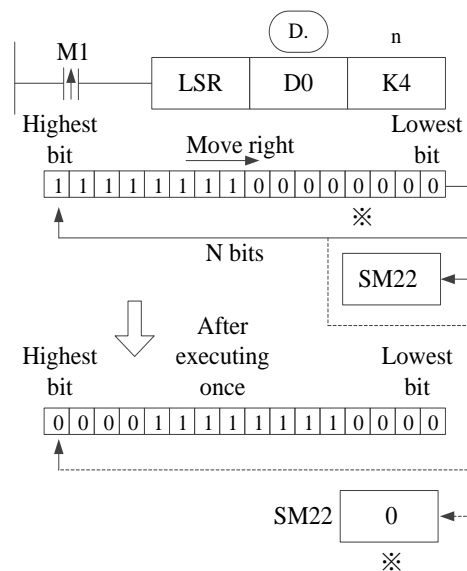 D.
n
M1
LSR D0 K4
Highest bit
Move right
Lowest bit
1 1 1 1 1 1 1 1 0 0 0 0 0 0 0 0
※
N bits
SM22
Highest bit
After executing once
Lowest bit
0 0 0 0 1 1 1 1 1 1 1 1 0 0 0 0
SM22 0
※